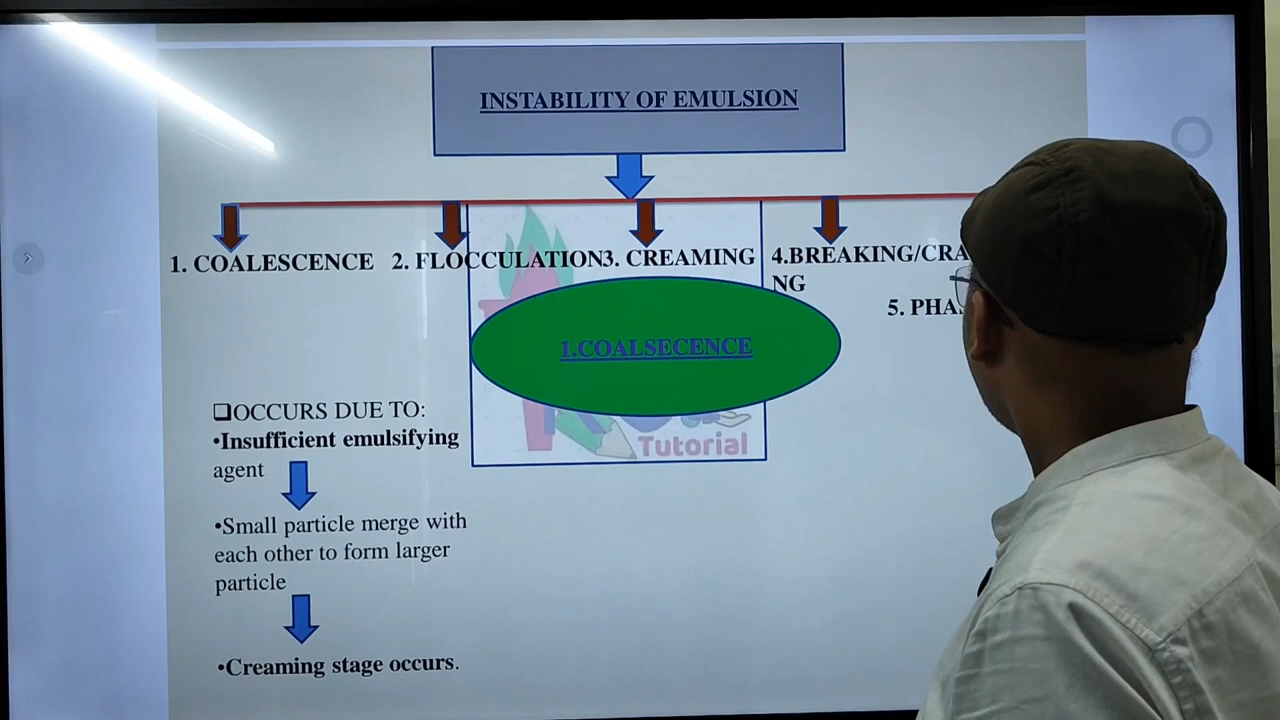 INSTABILITY OF EMULSION
1. COALESCENCE 2. FLOCCULATION3. CREAMING 4.BREAKING/CRA
NG
5. PHA
1.COALSECENCE
❑OCCURS DUE TO:
•Insufficient emulsifying
agent
•Small particle merge with
each other to form larger
particle
•Creaming stage occurs.
Tutorial